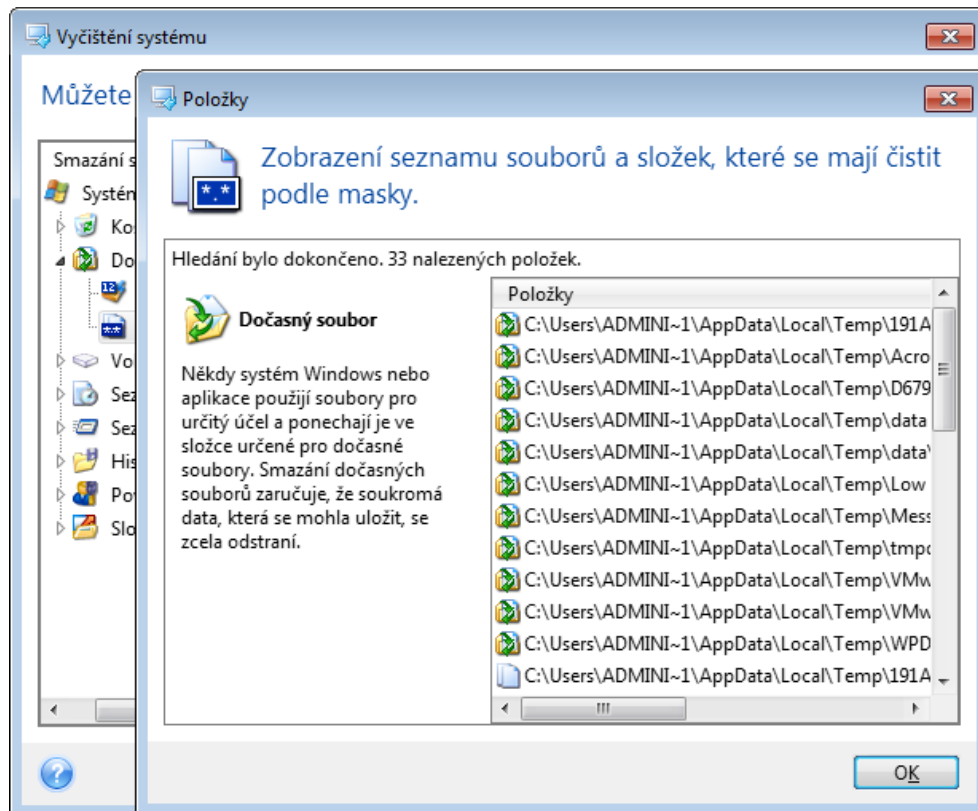 Vyčištění systému
Můžete
Smazání s
Systém
Ko
Do
Vo
Sez
Sez
His
Pov
Slo
Položky
Zobrazení seznamu souborů a složek, které se mají čistit
podle masky.
Hledání bylo dokončeno. 33 nalezených položek.
Dočasný soubor
Někdy systém Windows nebo
aplikace použijí soubory pro
určitý účel a ponechají je ve
složce určené pro dočasné
soubory. Smazání dočasných
souborů zaručuje, že soukromá
data, která se mohla uložit, se
zcela odstraní.
Položky
C:\Users\ADMINI~1\AppData\Local\Temp\191A
C:\Users\ADMINI~1\AppData\Local\Temp\Acro
C:\Users\ADMINI~1\AppData\Local\Temp\D679
C:\Users\ADMINI~1\AppData\Local\Temp\data
C:\Users\ADMINI~1\AppData\Local\Temp\data\
C:\Users\ADMINI~1\AppData\Local\Temp\Low
C:\Users\ADMINI~1\AppData\Local\Temp\Mess
C:\Users\ADMINI~1\AppData\Local\Temp\tmpc
C:\Users\ADMINI~1\AppData\Local\Temp\VMw
C:\Users\ADMINI~1\AppData\Local\Temp\VMw
C:\Users\ADMINI~1\AppData\Local\Temp\WPD
C:\Users\ADMINI~1\AppData\Local\Temp\191A
OK